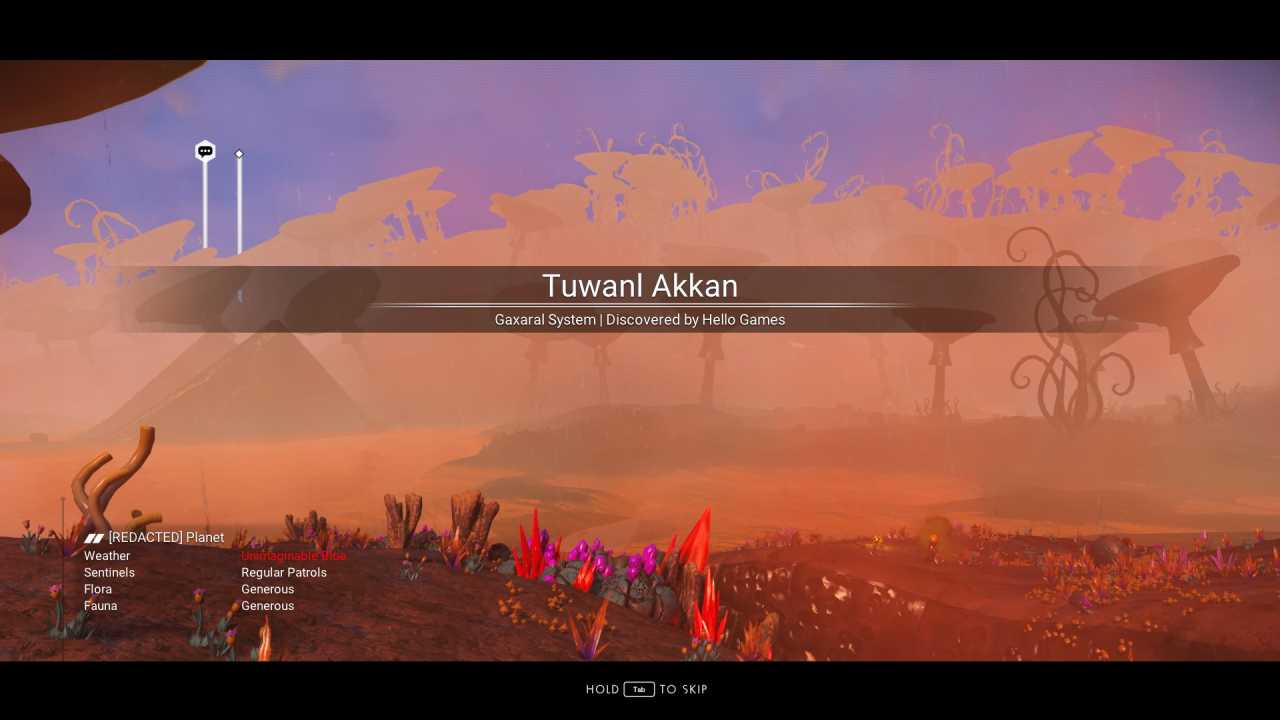 Tuwanl Akkan
Gaxaral System | Discovered by Hello Games
[REDACTED] Planet
Weather Unimaginable Blue
Sentinels Regular Patrols
Flora Generous
Fauna Generous
HOLD Tab TO SKIP